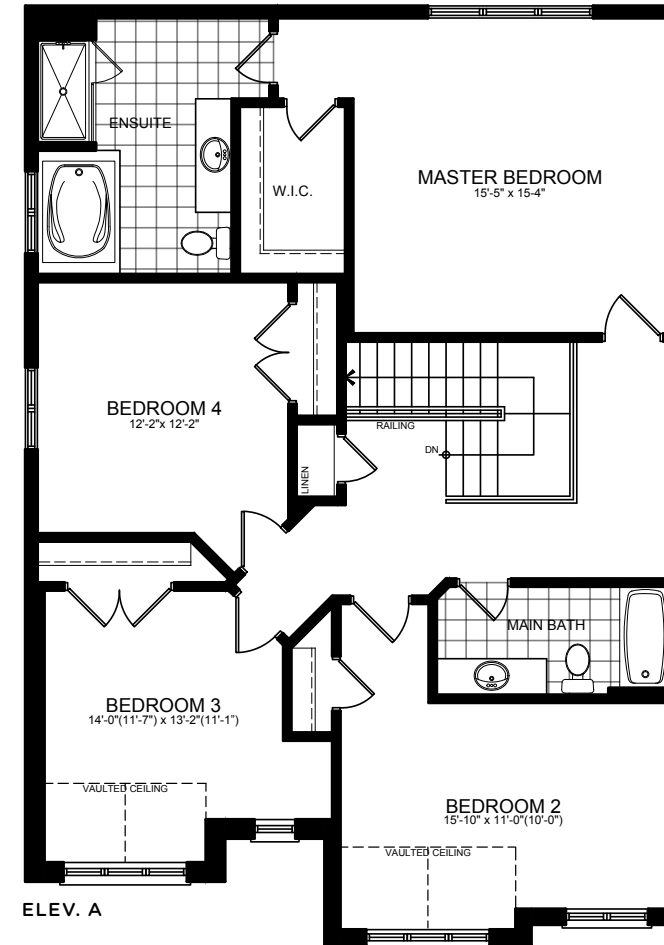 ENSUITE
W.I.C.
MASTER BEDROOM
15'-5" x 15-4"
BEDROOM 4
12'-2"x 12'-2"
RAILING
DN
LINEN
MAIN BATH
BEDROOM 3
14'-0"(11'-7") x 13'-2"(11'-1")
VAULTED CEILING
BEDROOM 2
15'-10" x 11'-0"(10'-0")
VAULTED CEILING
ELEV. A